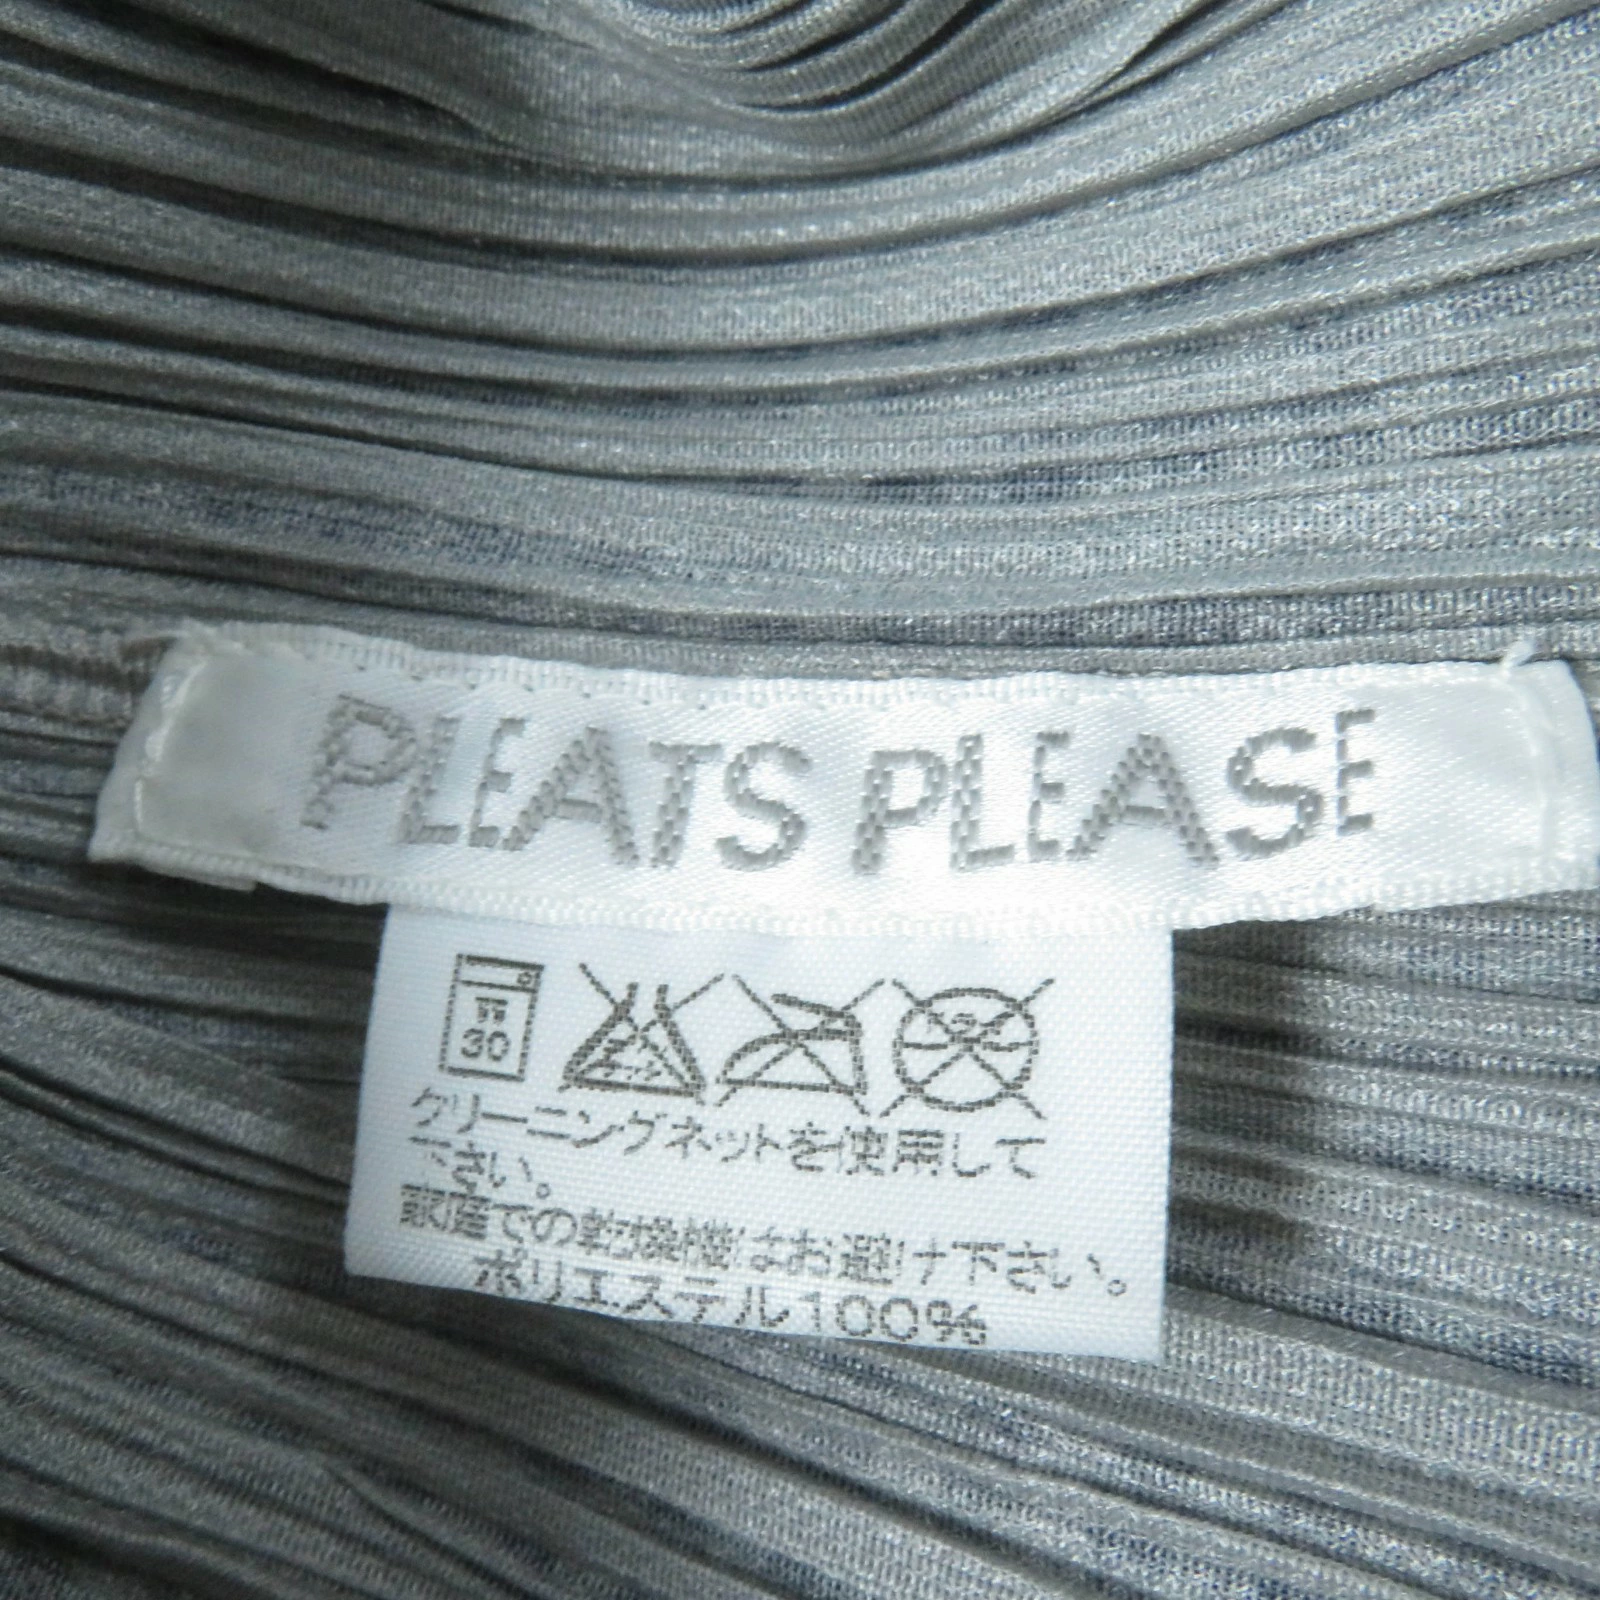 PLEATS PLEASE
弱
30
クリーニングネットを使用して
下さい。
家庭での乾燥機はお避け下さい。
ポリエステル100%